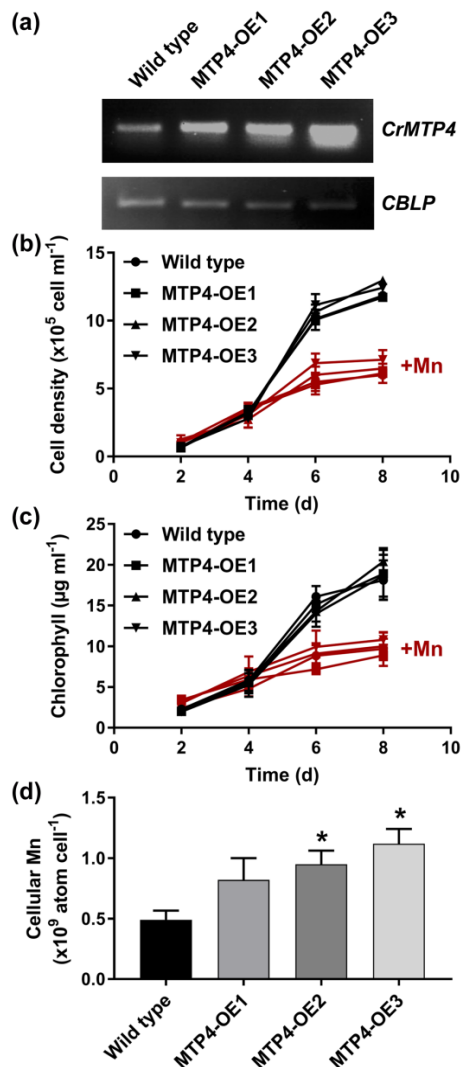 (a)
Wild type
MTP4-OE1
MTP4-OE2
MTP4-OE3
CrMTP4
CBLP
(b)
Cell density (x10⁵ cell ml⁻¹)
15
10
5
0
Wild type
MTP4-OE1
MTP4-OE2
MTP4-OE3
+Mn
0 2 4 6 8 10
Time (d)
(c)
Chlorophyll (µg ml⁻¹)
25
20
15
10
5
0
Wild type
MTP4-OE1
MTP4-OE2
MTP4-OE3
+Mn
0 2 4 6 8 10
Time (d)
(d)
Cellular Mn
(x10⁹ atom cell⁻¹)
1.5
1.0
0.5
0.0
* *
Wild type
MTP4-OE1
MTP4-OE2
MTP4-OE3